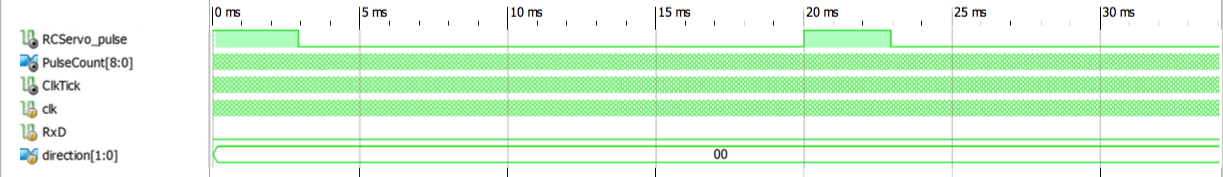 0 ms 5 ms 10 ms 15 ms 20 ms 25 ms 30 ms
RCServo_pulse
PulseCount[8:0]
ClkTick
clk
RxD
direction[1:0] 00